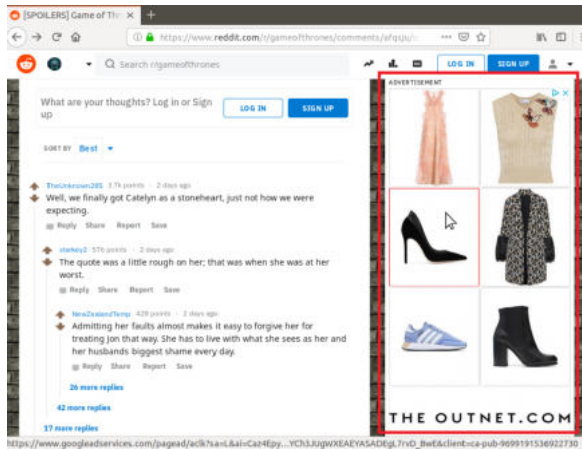 [SPOILERS] Game of Thr
https://www.reddit.com/r/gameofthrones/comments/afqsju/
Search r/gameofthrones
LOG IN
SIGN UP
What are your thoughts? Log in or Sign
up
LOG IN
SIGN UP
SORT BY Best
TheUnknown285 3.7k points · 2 days ago
Well, we finally got Catelyn as a stoneheart, just not how we were
expecting.
Reply Share Report Save
576 points · 2 days ago
The quote was a little rough on her; that was when she was at her
worst.
Reply Share Report Save
NewZealandTemp 429 points · 2 days ago
Admitting her faults almost makes it easy to forgive her for
treating Jon that way. She has to live with what she sees as her and
her husbands biggest shame every day.
Reply Share Report Save
26 more replies
42 more replies
17 more replies
ADVERTISEMENT
THE OUTNET.COM
https://www.googleadservices.com/pagead/aclk?sa=L&ai=Caz4Epy...YCh3JUgWXEAEYASADEgL7rvD_BwE&client=ca-pub-9699191536922730